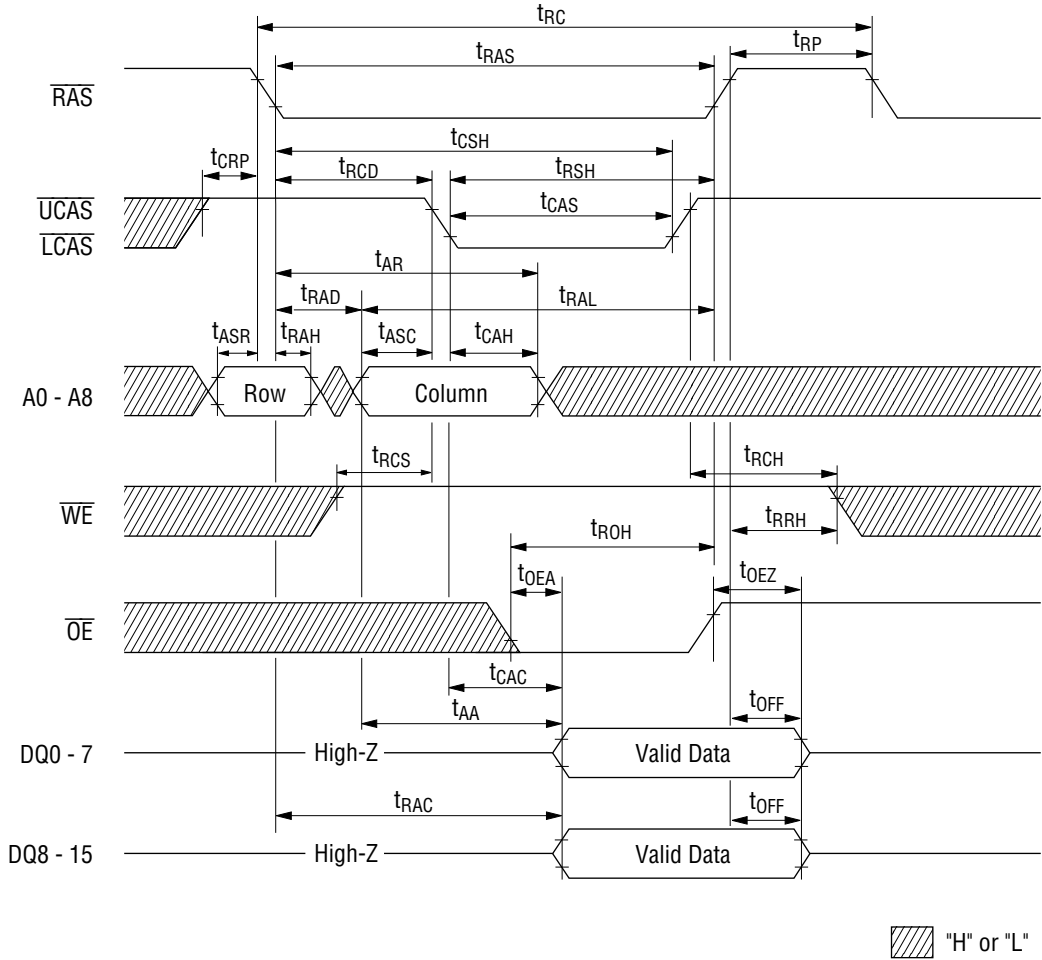 tRC
tRP
tRAS
RAS
tCSH
tCRP
tRCD
tRSH
UCAS
tCAS
LCAS
tAR
tRAD
tRAL
tASR
tRAH
tASC
tCAH
A0 - A8
Row
Column
tRCS
tRCH
WE
tRRH
tROH
tOEA
tOEZ
OE
tCAC
tAA
tOFF
DQ0 - 7
High-Z
Valid Data
tRAC
tOFF
DQ8 - 15
High-Z
Valid Data
"H" or "L"